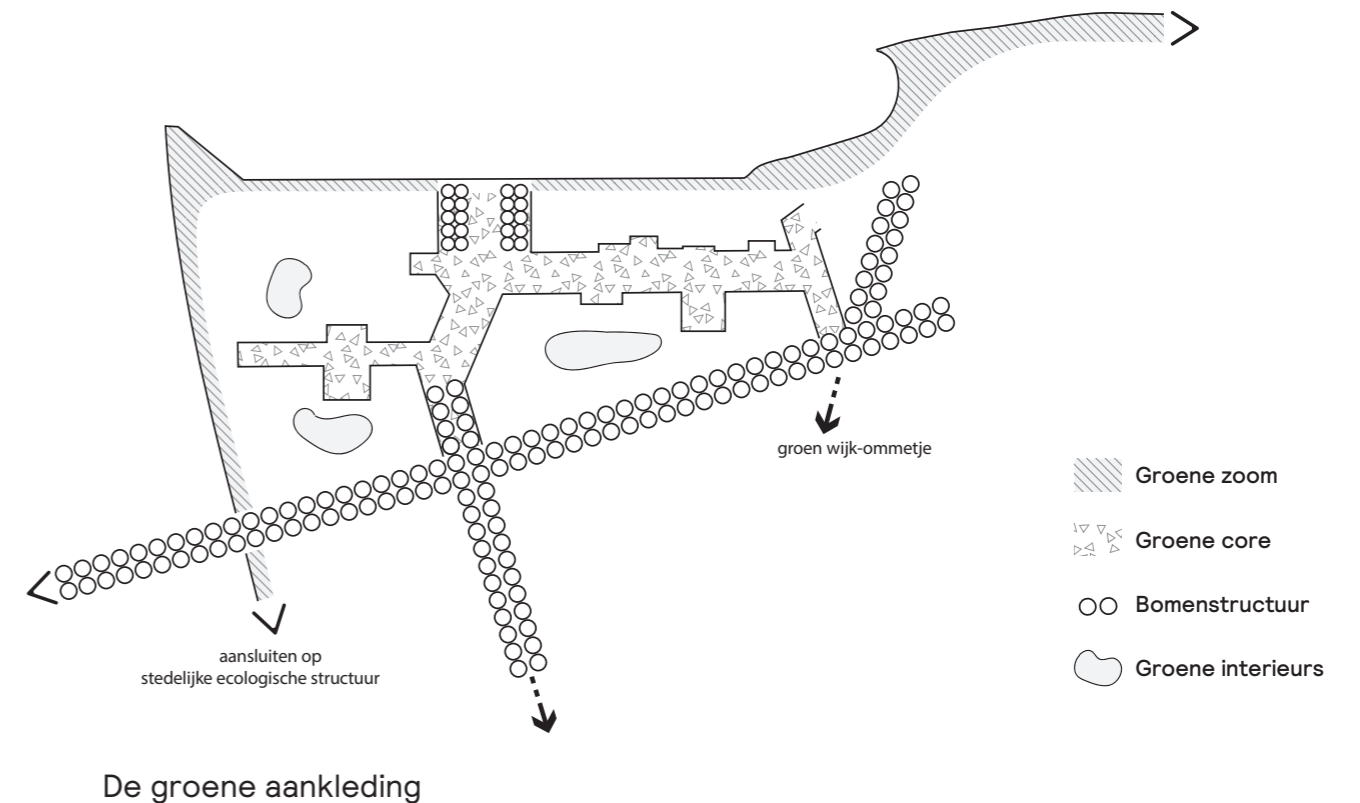 groen wijk-ommetje
Groene zoom
Groene core
Bomenstructuur
Groene interieurs
aansluiten op
stedelijke ecologische structuur
De groene aankleding